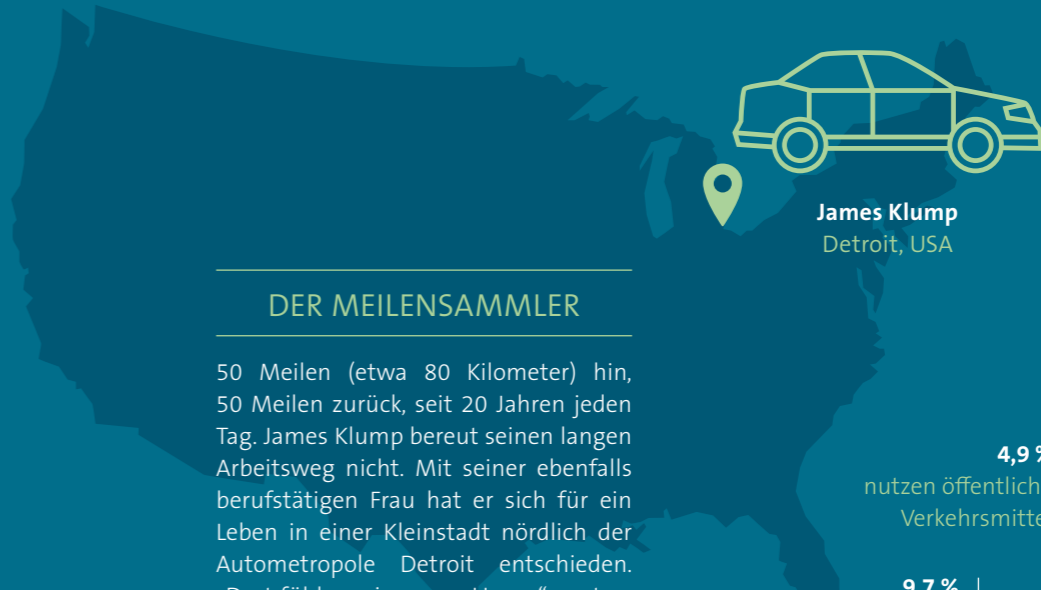 James Klump
Detroit, USA
DER MEILENSAMMLER
50 Meilen (etwa 80 Kilometer) hin,
50 Meilen zurück, seit 20 Jahren jeden
Tag. James Klump bereut seinen langen
Arbeitsweg nicht. Mit seiner ebenfalls
berufstätigen Frau hat er sich für ein
Leben in einer Kleinstadt nördlich der
Autometropole Detroit entschieden.
4,9 %
nutzen öffentlich
Verkehrsmitte
9,7 %